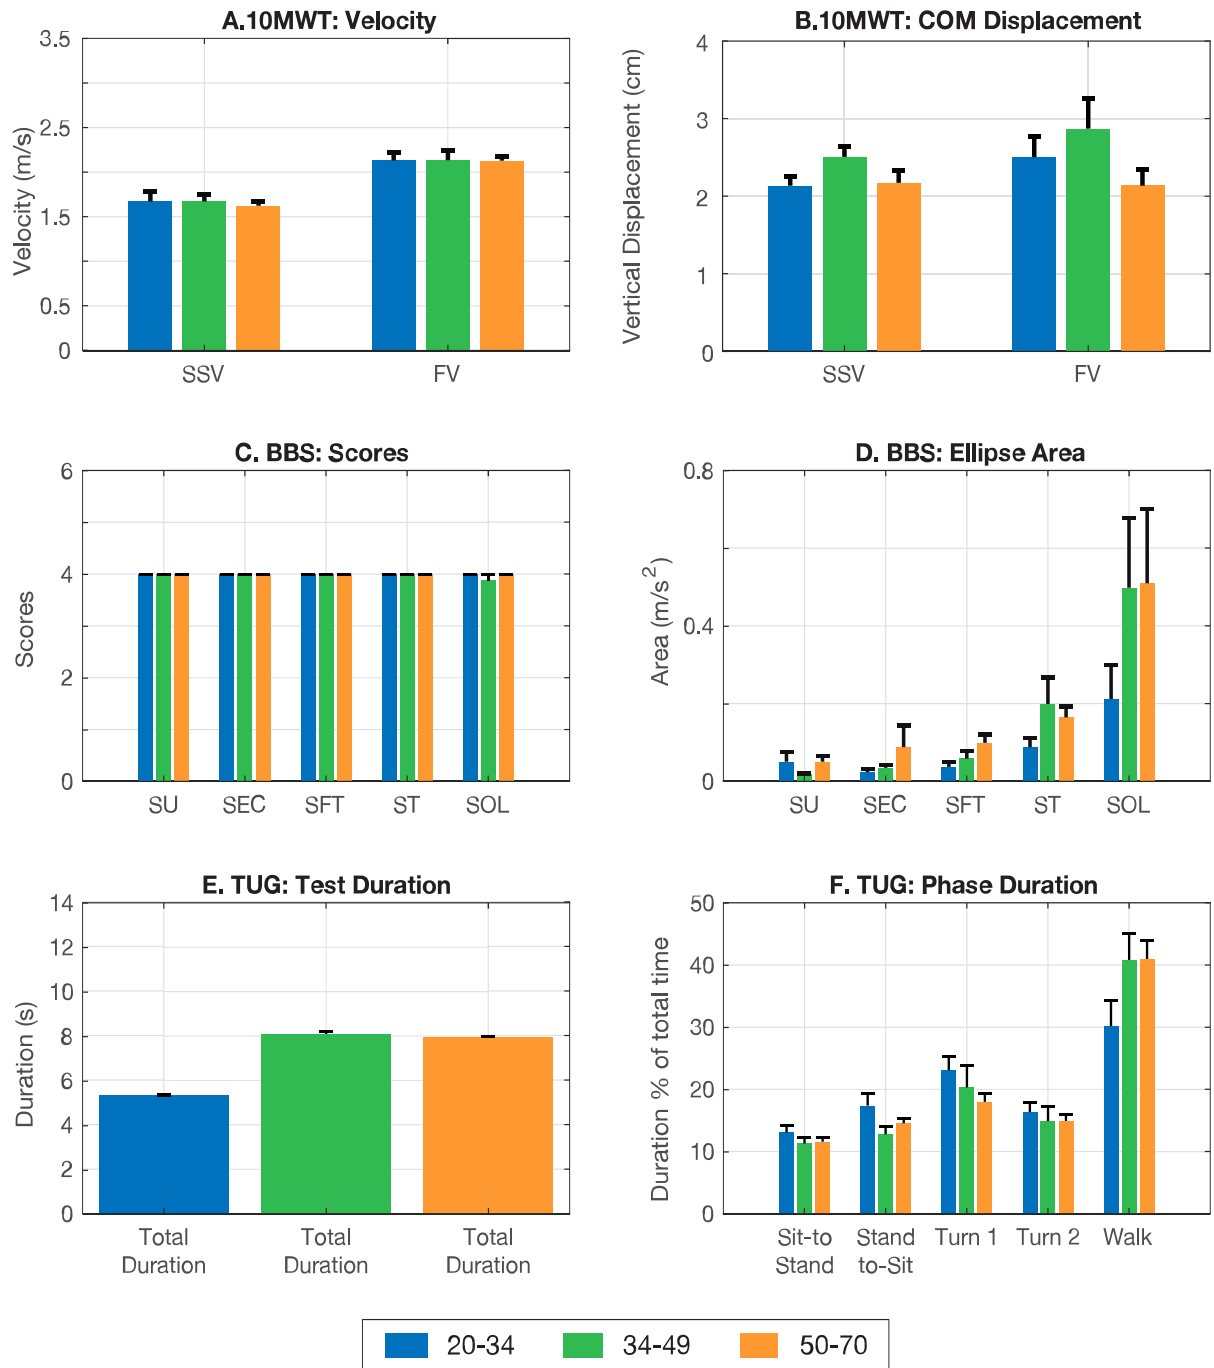 A.10MWT: Velocity
3.5
2.5
1.5
0.5
0
Velocity (m/s)
SSV
FV
B.10MWT: COM Displacement
4
3
2
1
0
Vertical Displacement (cm)
SSV
FV
C. BBS: Scores
6
4
2
0
Scores
SU
SEC
SFT
ST
SOL
D. BBS: Ellipse Area
0.8
0.4
0
Area (m/s²)
SU
SEC
SFT
ST
SOL
E. TUG: Test Duration
14
12
10
8
6
4
2
0
Duration (s)
Total
Duration
Total
Duration
Total
Duration
F. TUG: Phase Duration
50
40
30
20
10
0
Duration % of total time
Sit-to
Stand
Stand
to-Sit
Turn 1
Turn 2
Walk
20-34
34-49
50-70